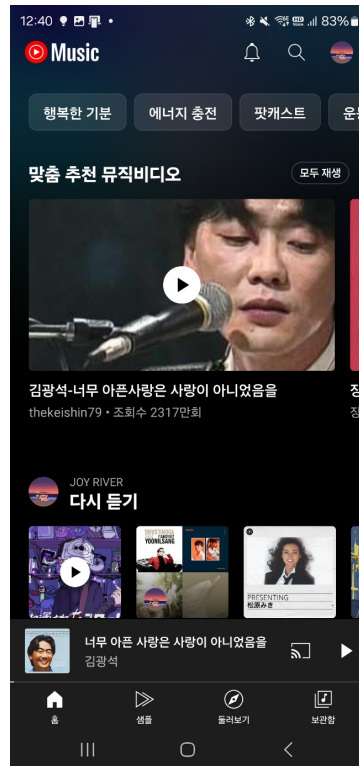 12:40
83%
Music
행복한 기분
에너지 충전
팟캐스트
맞춤 추천 뮤직비디오
모두 재생
김광석-너무 아픈사랑은 사랑이 아니었음을
thekeishin79 • 조회수 2317만회
JOY RIVER
다시 듣기
YOONILSANG
PRESENTING
松原みき
너무 아픈 사랑은 사랑이 아니었음을
김광석
홈
샘플
둘러보기
보관함